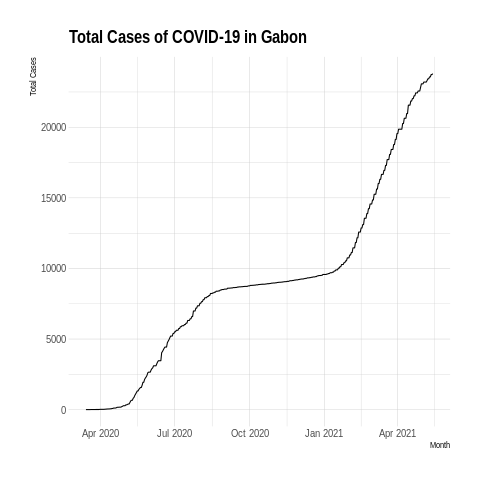 Total Cases of COVID-19 in Gabon
Total Cases
20000
15000
10000
5000
0
Apr 2020 Jul 2020 Oct 2020 Jan 2021 Apr 2021
Month